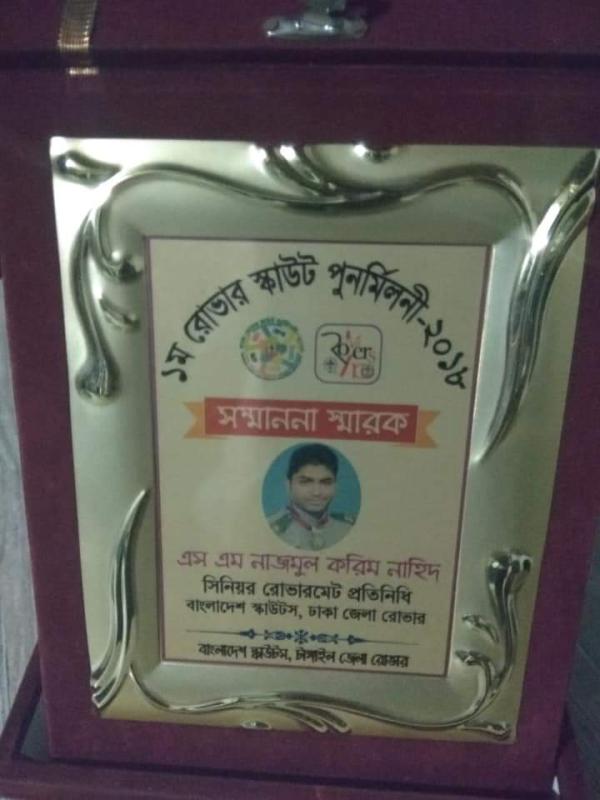 ১ম রোভার স্কাউট পুনর্মিলনী-২০১৮
সম্মাননা স্মারক
এস এম নাজমুল করিম নাহিদ
সিনিয়র রোভারমেট প্রতিনিধি
বাংলাদেশ স্কাউটস, ঢাকা জেলা রোভার
বাংলাদেশ স্কাউটস, টাঙ্গাইল জেলা রোভার